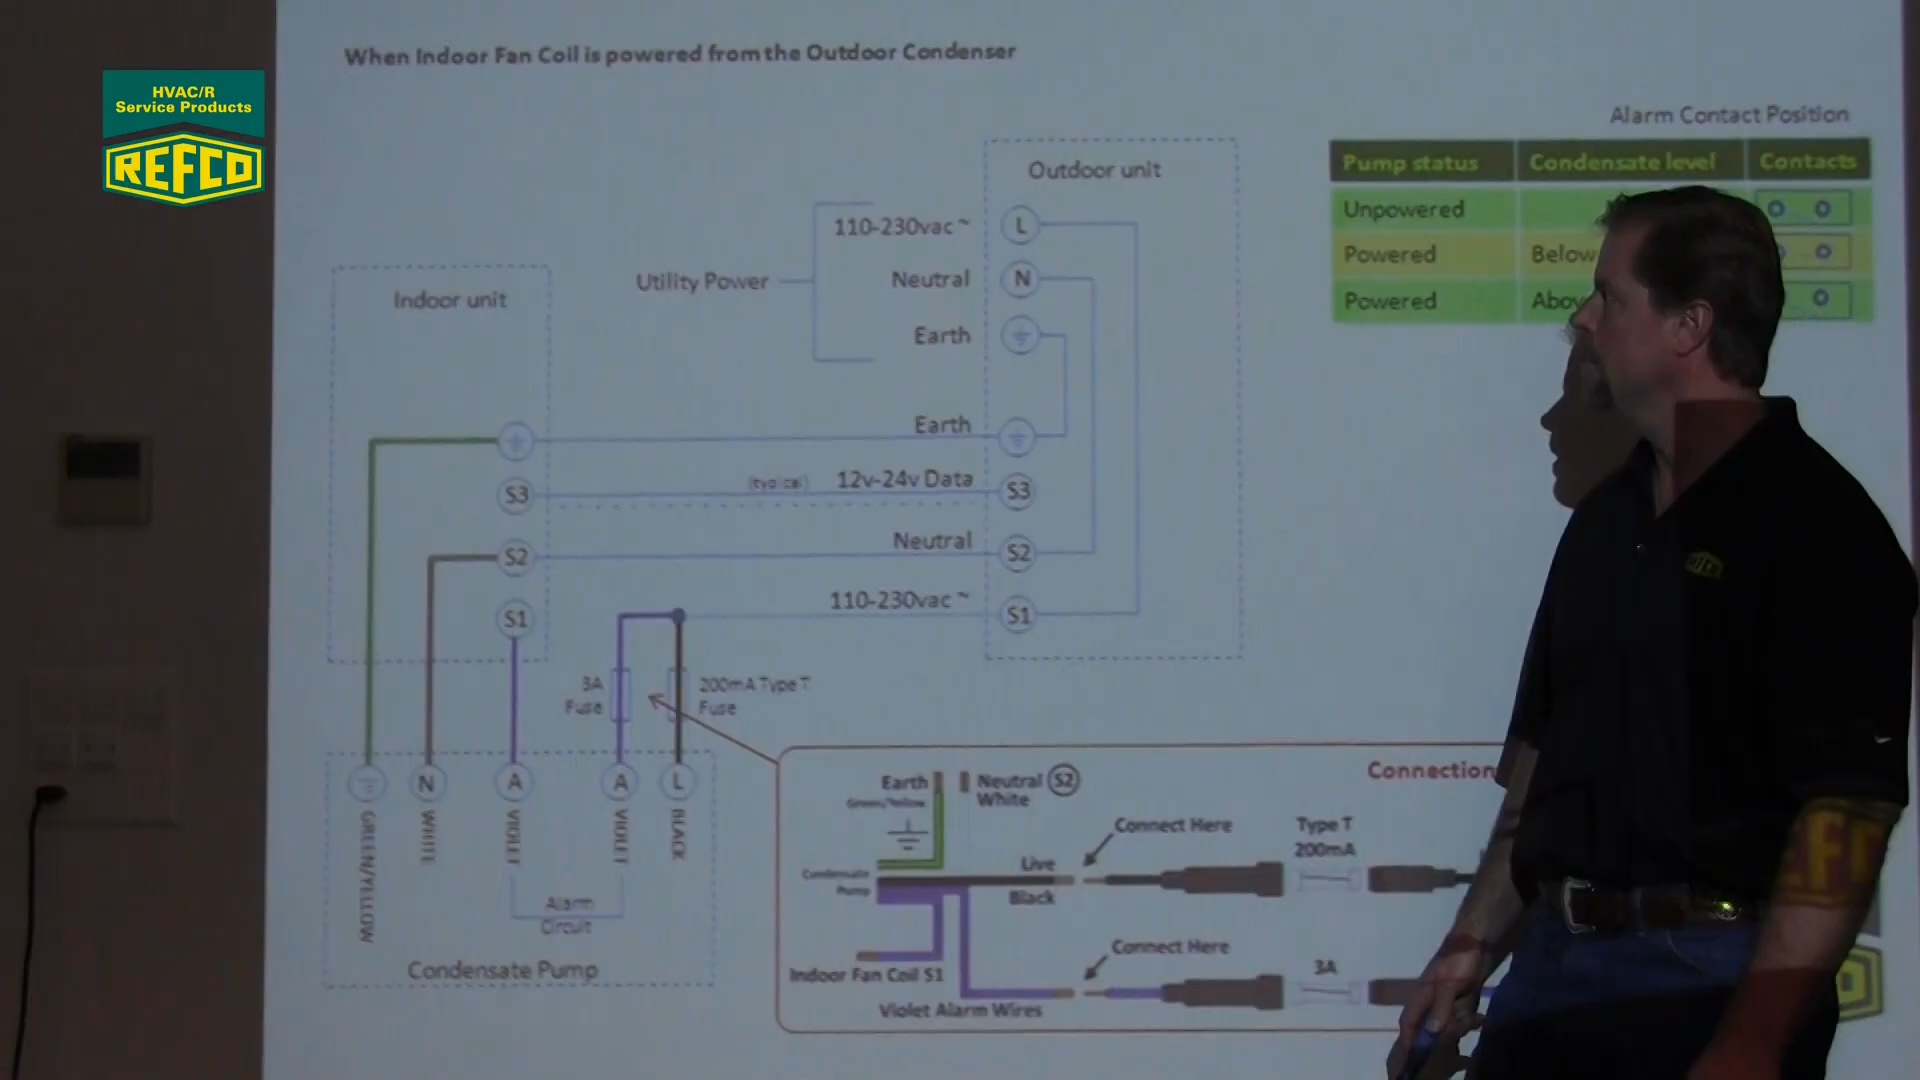 When Indoor Fan Coil is powered from the Outdoor Condenser
HVAC/R
Service Products
REFCO
Alarm Contact Position
Pump status Condensate level Contacts
Unpowered
Powered Below
Powered
Outdoor unit
110-230vac ~ L
Utility Power
Neutral N
Earth
Indoor unit
Earth
S3 (typical) 12v-24v Data S3
S2 Neutral S2
S1 110-230vac ~ S1
3A
Fuse
200mA Type T
Fuse
N A A L
GREEN/YELLOW
WHITE
VIOLET
VIOLET
BLACK
Alarm
Circuit
Condensate Pump
Connection
Earth
Green/Yellow
Neutral S2
White
Connect Here
Type T
200mA
Live
Black
Condensate
Pump
Connect Here
3A
Indoor Fan Coil S1
Violet Alarm Wires
REFCO